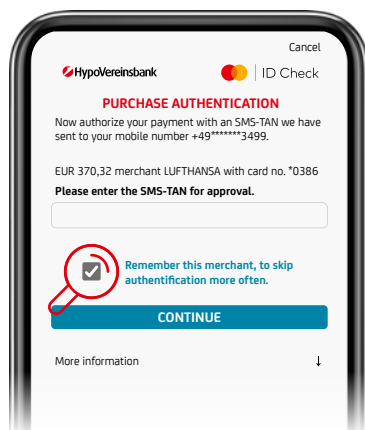 Cancel
HypoVereinsbank
ID Check
PURCHASE AUTHENTICATION
Now authorize your payment with an SMS-TAN we have
sent to your mobile number +49*******3499.
EUR 370,32 merchant LUFTHANSA with card no. *0386
Please enter the SMS-TAN for approval.
Remember this merchant, to skip
authentification more often.
CONTINUE
More information ↓